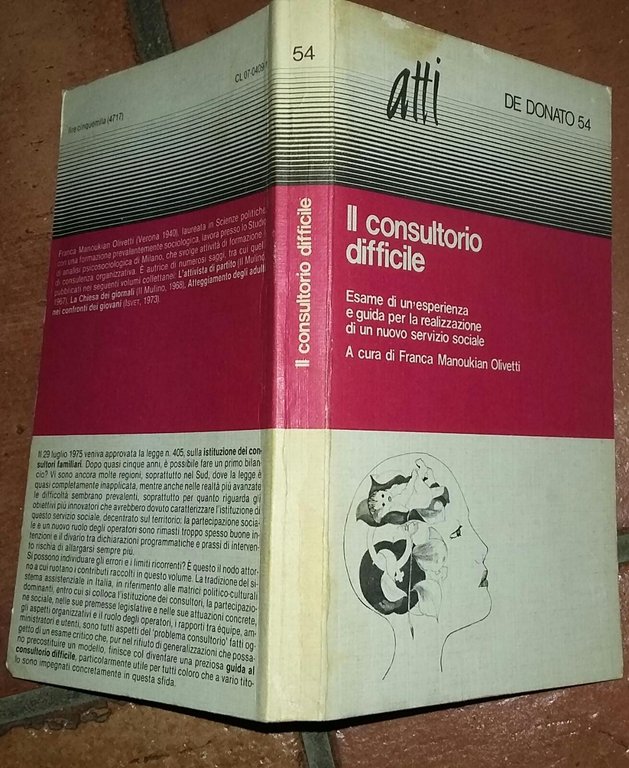 atti
DE DONATO 54
Il consultorio
difficile
Esame di un'esperienza
e guida per la realizzazione
di un nuovo servizio sociale
A cura di Franca Manoukian Olivetti
54
Il consultorio difficile
CL 07-0409/1
lire cinquemila (4717)
Franca Manoukian Olivetti (Verona 1940), laureata in Scienze politiche
con una formazione prevalentemente sociologica, lavora presso lo Studio
di analisi psicosociologica di Milano, che svolge attività di formazione
di consulenza organizzativa. È autrice di numerosi saggi, tra cui quelli
pubblicati nei seguenti volumi collettanei: L'attivista di partito (Il Mulino,
1967), La Chiesa dei giornali (Il Mulino, 1968), Atteggiamento degli adulti
nei confronti dei giovani (ISVET, 1973).
Il 29 luglio 1975 veniva approvata la legge n. 405, sulla istituzione dei con-
sultori familiari. Dopo quasi cinque anni, è possibile fare un primo bilan-
cio? Vi sono ancora molte regioni, soprattutto nel Sud, dove la legge è
quasi completamente inapplicata, mentre anche nelle realtà più avanzate
le difficoltà sembrano prevalenti, soprattutto per quanto riguarda gli
obiettivi più innovatori che avrebbero dovuto caratterizzare l'istituzione di
questo servizio sociale, decentrato sul territorio; la partecipazione socia-
le e un nuovo ruolo degli operatori sono rimasti troppo spesso buone in-
tenzioni e il divario tra dichiarazioni programmatiche e prassi di interven-
to rischia di allargarsi sempre più.
Si possono individuare gli errori e i limiti ricorrenti? È questo il nodo attor-
no a cui ruotano i contributi raccolti in questo volume. La tradizione del si-
stema assistenziale in Italia, in riferimento alle matrici politico-culturali
dominanti, entro cui si colloca l'istituzione dei consultori, la partecipazio-
ne sociale, nelle sue premesse legislative e nelle sue attuazioni concrete,
gli aspetti organizzativi e il ruolo degli operatori, i rapporti tra équipe, am-
ministratori e utenti, sono tutti aspetti del 'problema consultorio' fatti og-
getto di un esame critico che, pur nel rifiuto di generalizzazioni che possa-
no precostituire un modello, finisce col diventare una preziosa guida al
consultorio difficile, particolarmente utile per tutti coloro che a vario tito-
lo sono impegnati concretamente in questa sfida.